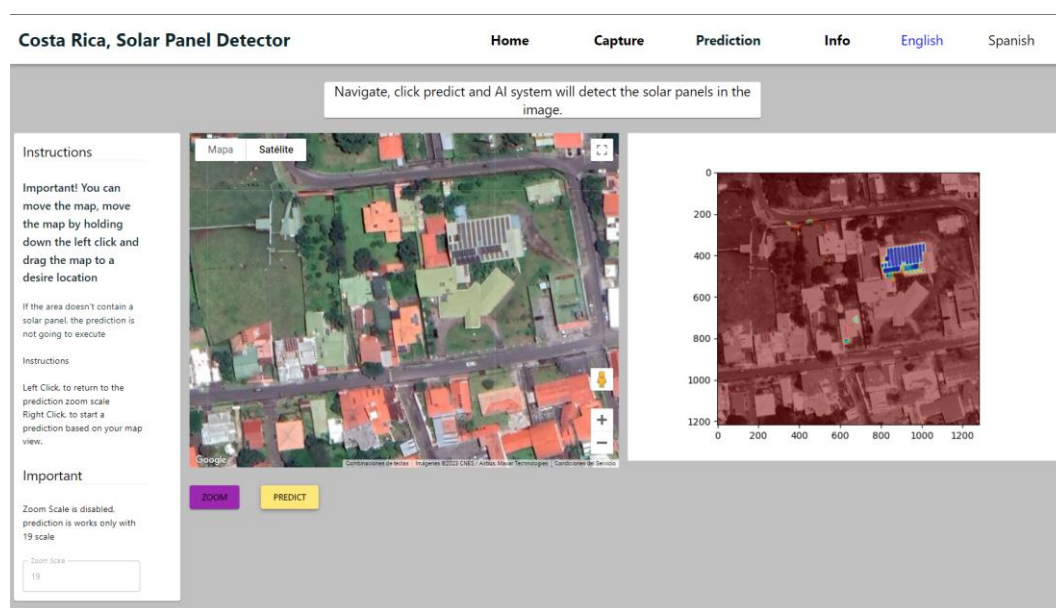 Costa Rica, Solar Panel Detector
Home
Capture
Prediction
Info
English
Spanish
Navigate, click predict and AI system will detect the solar panels in the
image.
Instructions
Important! You can
move the map, move
the map by holding
down the left click and
drag the map to a
desire location
If the area doesn't contain a
solar panel, the prediction is
not going to execute
Instructions
Left Click, to return to the
prediction zoom scale
Right Click, to start a
prediction based on your map
view.
Important
Zoom Scale is disabled,
prediction is works only with
19 scale
Zoom Scale
19
Mapa
Satélite
Google
Combinaciones de teclas
Imágenes ©2023 CNES / Airbus, Maxar Technologies
Condiciones del Servicio
ZOOM
PREDICT
0
200
400
600
800
1000
1200
0
200
400
600
800
1000
1200